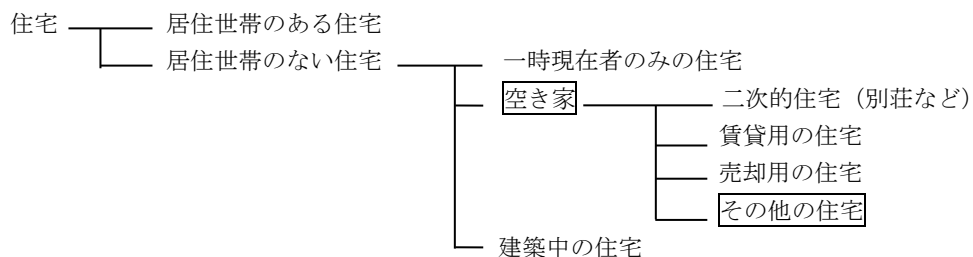 住宅 居住世帯のある住宅
居住世帯のない住宅 一時現在者のみの住宅
空き家 二次的住宅（別荘など）
賃貸用の住宅
売却用の住宅
その他の住宅
建築中の住宅